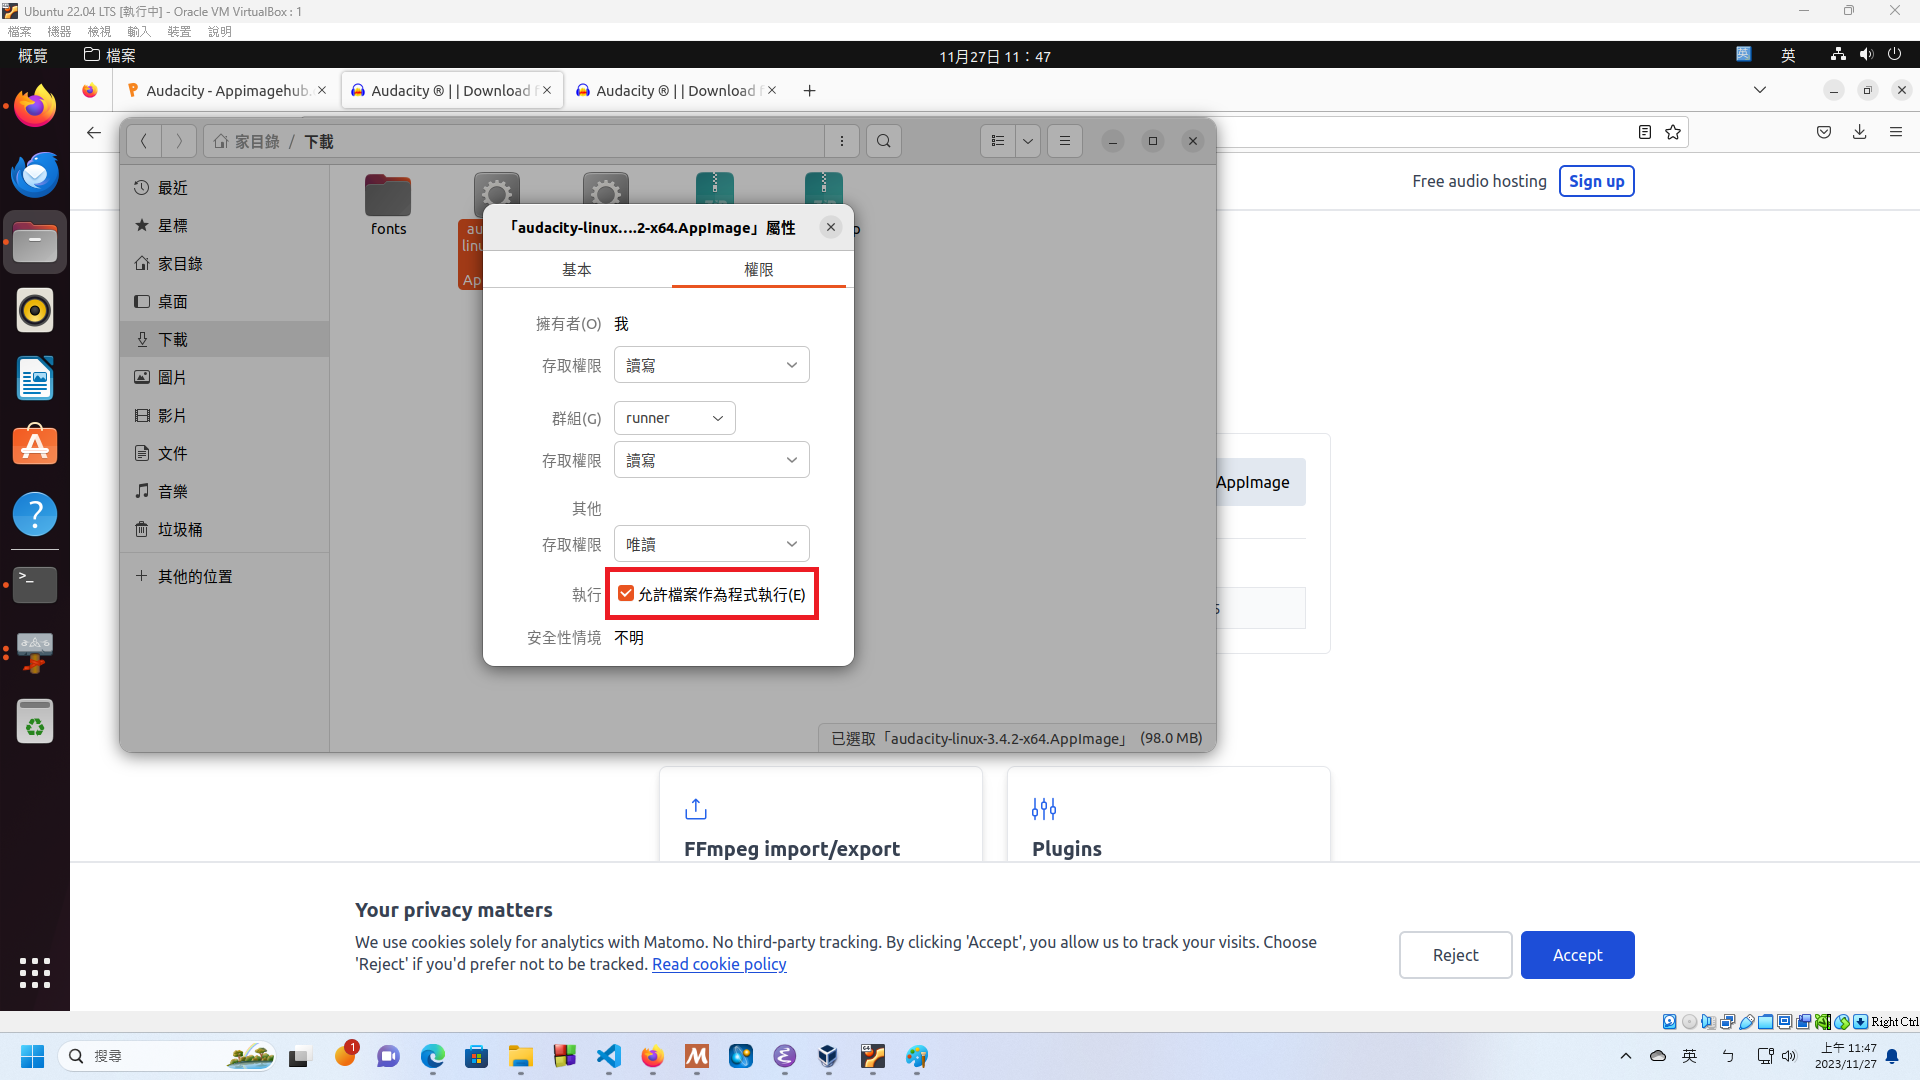 Ubuntu 22.04 LTS [執行中] - Oracle VM VirtualBox : 1
檔案 機器 檢視 輸入 裝置 說明
概覽 檔案 11月27日 11：47 英 英
Audacity - Appimagehub. Audacity ® | | Download f Audacity ® | | Download f
家目錄 / 下載
Free audio hosting Sign up
最近
星標
家目錄
桌面
下載
圖片
影片
文件
音樂
垃圾桶
其他的位置
fonts
au
linu
Ap
p
「audacity-linux....2-x64.AppImage」屬性
基本 權限
擁有者(O) 我
存取權限 讀寫
群組(G) runner
存取權限 讀寫
其他
存取權限 唯讀
執行 允許檔案作為程式執行(E)
安全性情境 不明
AppImage
已選取「audacity-linux-3.4.2-x64.AppImage」 (98.0 MB)
FFmpeg import/export
Plugins
Your privacy matters
We use cookies solely for analytics with Matomo. No third-party tracking. By clicking 'Accept', you allow us to track your visits. Choose
'Reject' if you'd prefer not to be tracked. Read cookie policy
Reject Accept
Right Ctrl
搜尋 1 英 ㄅ 上午 11:47
2023/11/27